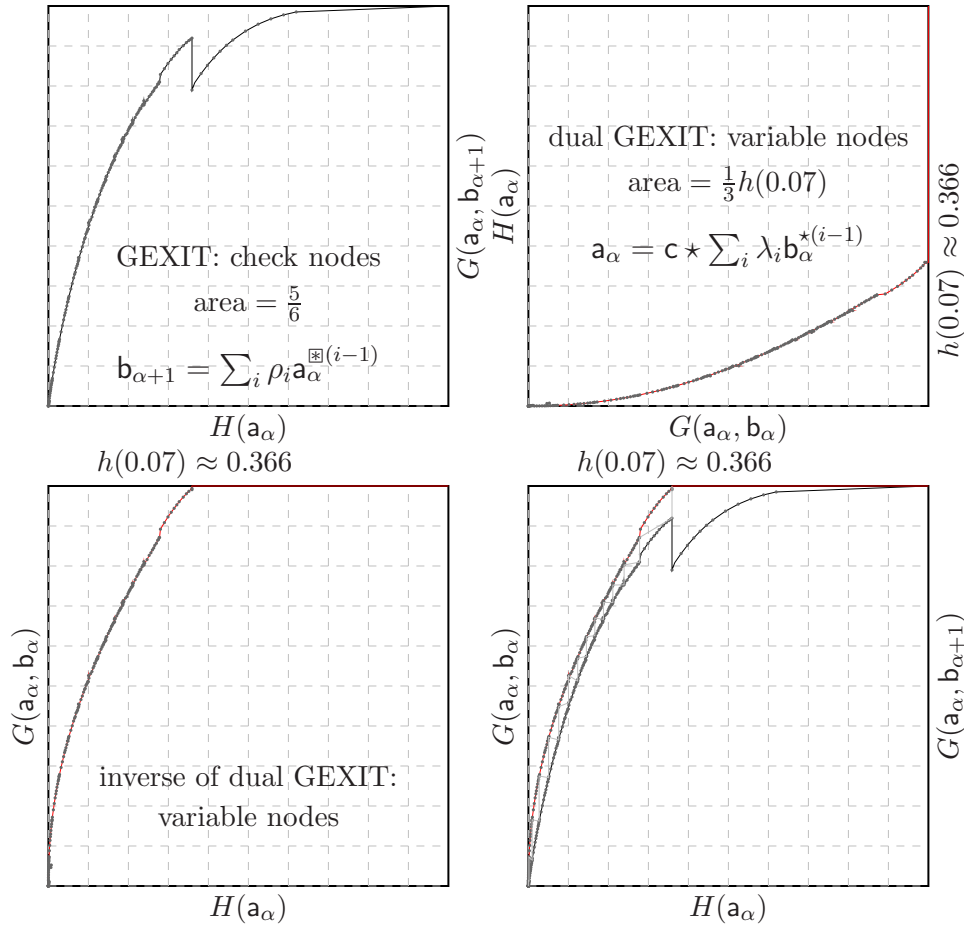 GEXIT: check nodes
area = 5/6
b_{α+1} = ∑_i ρ_i a_α^{⊛(i−1)}
H(a_α)
G(a_α, b_{α+1})
H(a_α)
dual GEXIT: variable nodes
area = 1/3 h(0.07)
a_α = c ⋆ ∑_i λ_i b_α^{⋆(i−1)}
G(a_α, b_α)
h(0.07) ≈ 0.366
h(0.07) ≈ 0.366
G(a_α, b_α)
inverse of dual GEXIT:
variable nodes
H(a_α)
h(0.07) ≈ 0.366
G(a_α, b_α)
H(a_α)
G(a_α, b_{α+1})